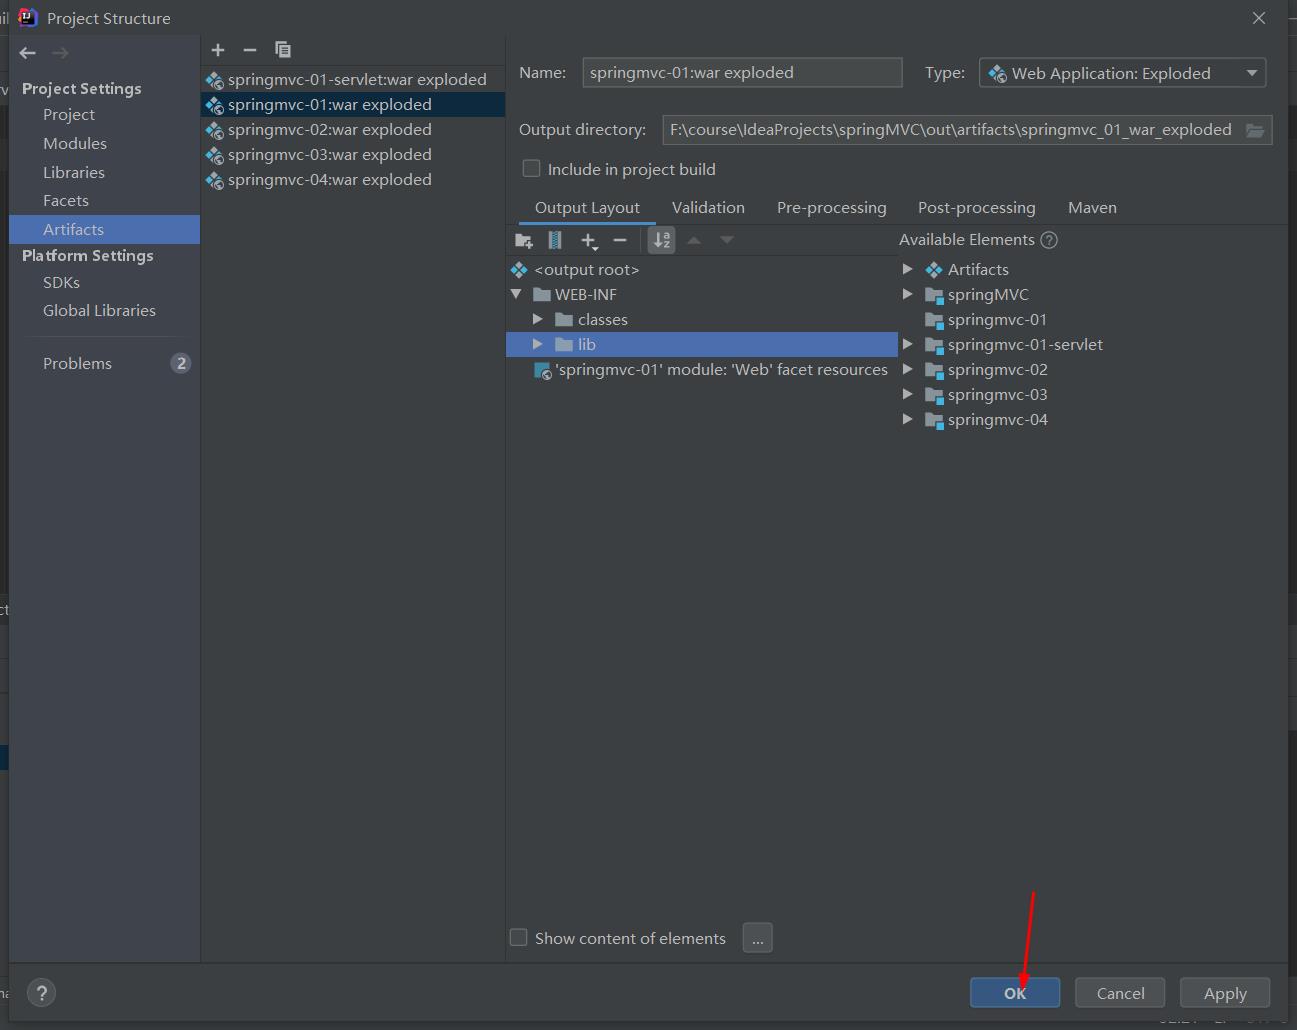 Project Structure
Project Settings
Project
Modules
Libraries
Facets
Artifacts
Platform Settings
SDKs
Global Libraries
Problems 2
springmvc-01-servlet:war exploded
springmvc-01:war exploded
springmvc-02:war exploded
springmvc-03:war exploded
springmvc-04:war exploded
Name: springmvc-01:war exploded Type: Web Application: Exploded
Output directory: F:\course\IdeaProjects\springMVC\out\artifacts\springmvc_01_war_exploded
Include in project build
Output Layout Validation Pre-processing Post-processing Maven
<output root>
WEB-INF
classes
lib
'springmvc-01' module: 'Web' facet resources
Available Elements ?
Artifacts
springMVC
springmvc-01
springmvc-01-servlet
springmvc-02
springmvc-03
springmvc-04
Show content of elements ...
? OK Cancel Apply